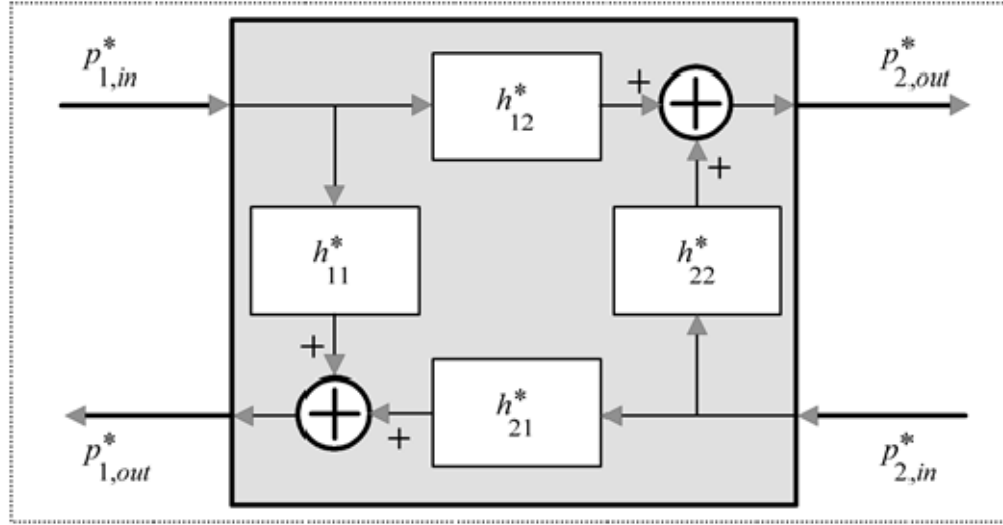 p*1,in
h*12
+
p*2,out
+
h*11
h*22
+
h*21
+
p*1,out
p*2,in